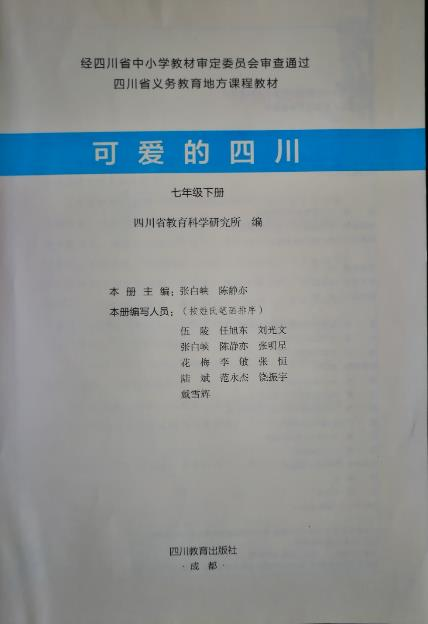 经四川省中小学教材审定委员会审查通过
四川省义务教育地方课程教材
可爱的四川
七年级下册
四川省教育科学研究所 编
本册主编：张白峡 陈静亦
本册编写人员：（按姓氏笔画排序）
伍陵 任旭东 刘光文
张白峡 陈静亦 张明星
花梅 李敏 张恒
陆斌 范永杰 饶振宇
戴雪辉
四川教育出版社
·成都·